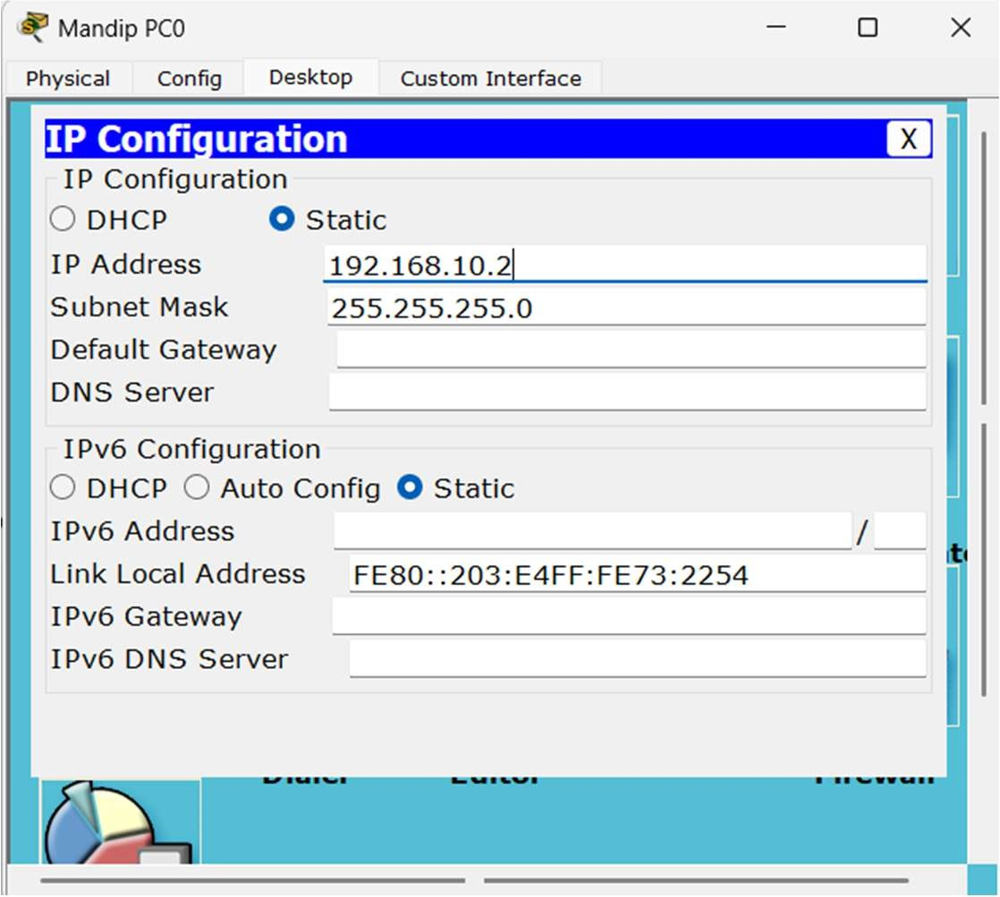 Mandip PC0
Physical Config Desktop Custom Interface
IP Configuration X
IP Configuration
DHCP Static
IP Address 192.168.10.2
Subnet Mask 255.255.255.0
Default Gateway
DNS Server
IPv6 Configuration
DHCP Auto Config Static
IPv6 Address /
Link Local Address FE80::203:E4FF:FE73:2254
IPv6 Gateway
IPv6 DNS Server
Dialer Editor Firewall